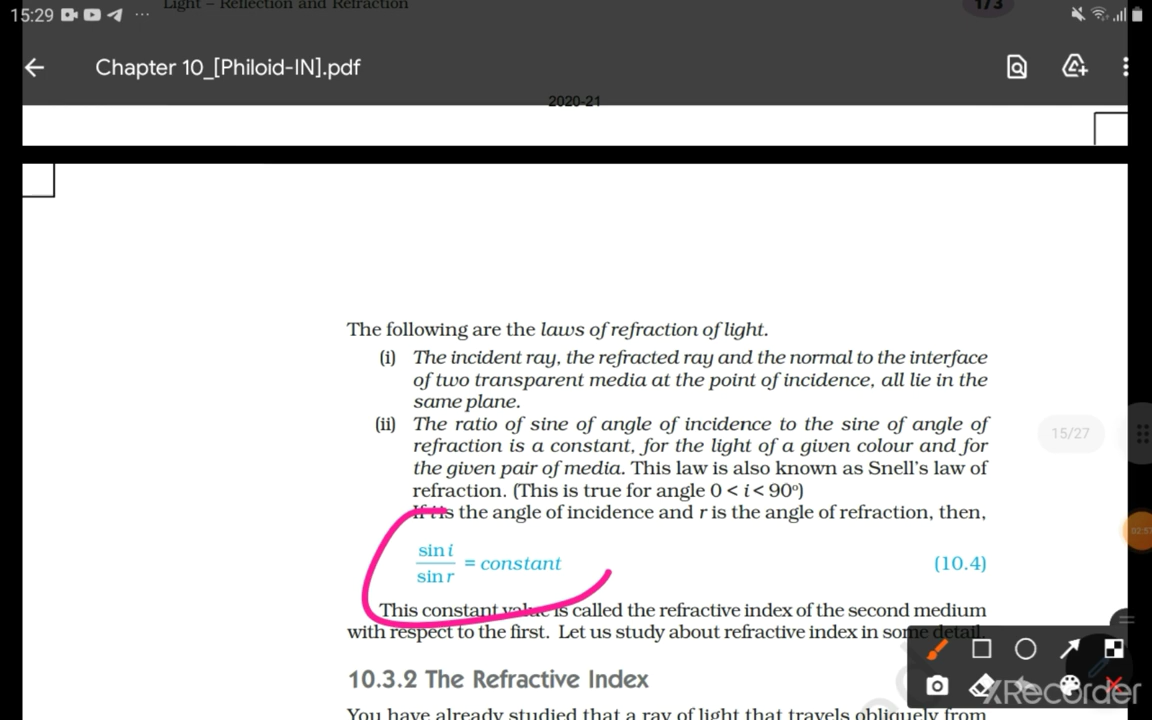 15:29 ...
Light – Reflection and Refraction 173
Chapter 10_[Philoid-IN].pdf
2020-21
The following are the laws of refraction of light.
(i) The incident ray, the refracted ray and the normal to the interface
of two transparent media at the point of incidence, all lie in the
same plane.
(ii) The ratio of sine of angle of incidence to the sine of angle of
refraction is a constant, for the light of a given colour and for
the given pair of media. This law is also known as Snell's law of
refraction. (This is true for angle 0 < i < 90°)
If i is the angle of incidence and r is the angle of refraction, then,
sin i
sin r
= constant (10.4)
This constant value is called the refractive index of the second medium
with respect to the first. Let us study about refractive index in some detail.
10.3.2 The Refractive Index
You have already studied that a ray of light that travels obliquely from
15/27
XRecorder